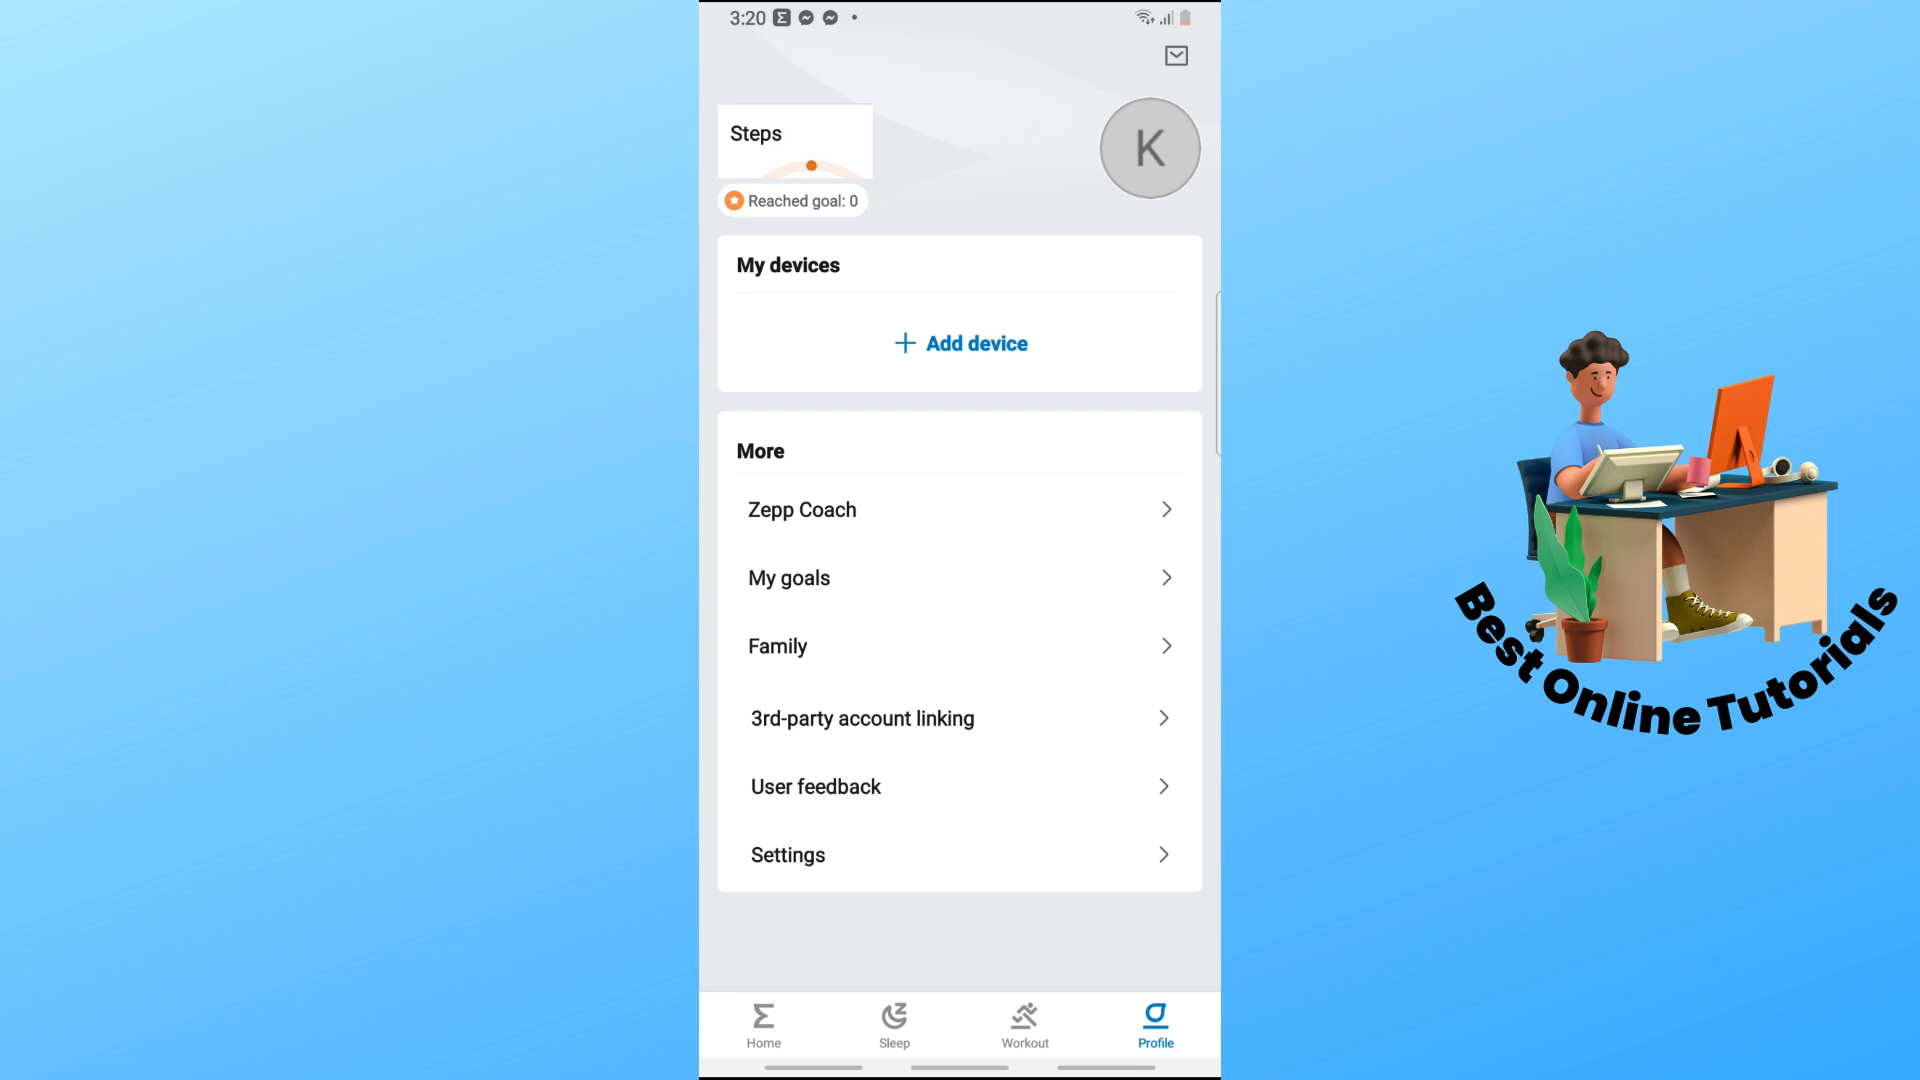 3:20
Steps
K
Reached goal: 0
My devices
+ Add device
More
Zepp Coach
My goals
Family
3rd-party account linking
User feedback
Settings
Home
Sleep
Workout
Profile
Best Online Tutorials